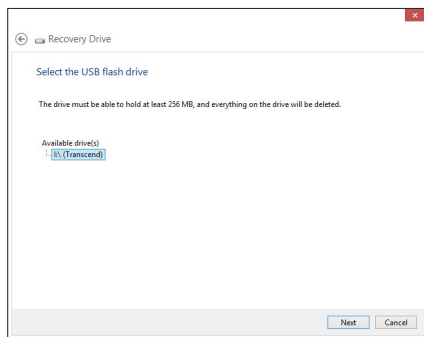 Recovery Drive
Select the USB flash drive
The drive must be able to hold at least 256 MB, and everything on the drive will be deleted.
Available drive(s)
I:\ (Transcend)
Next Cancel